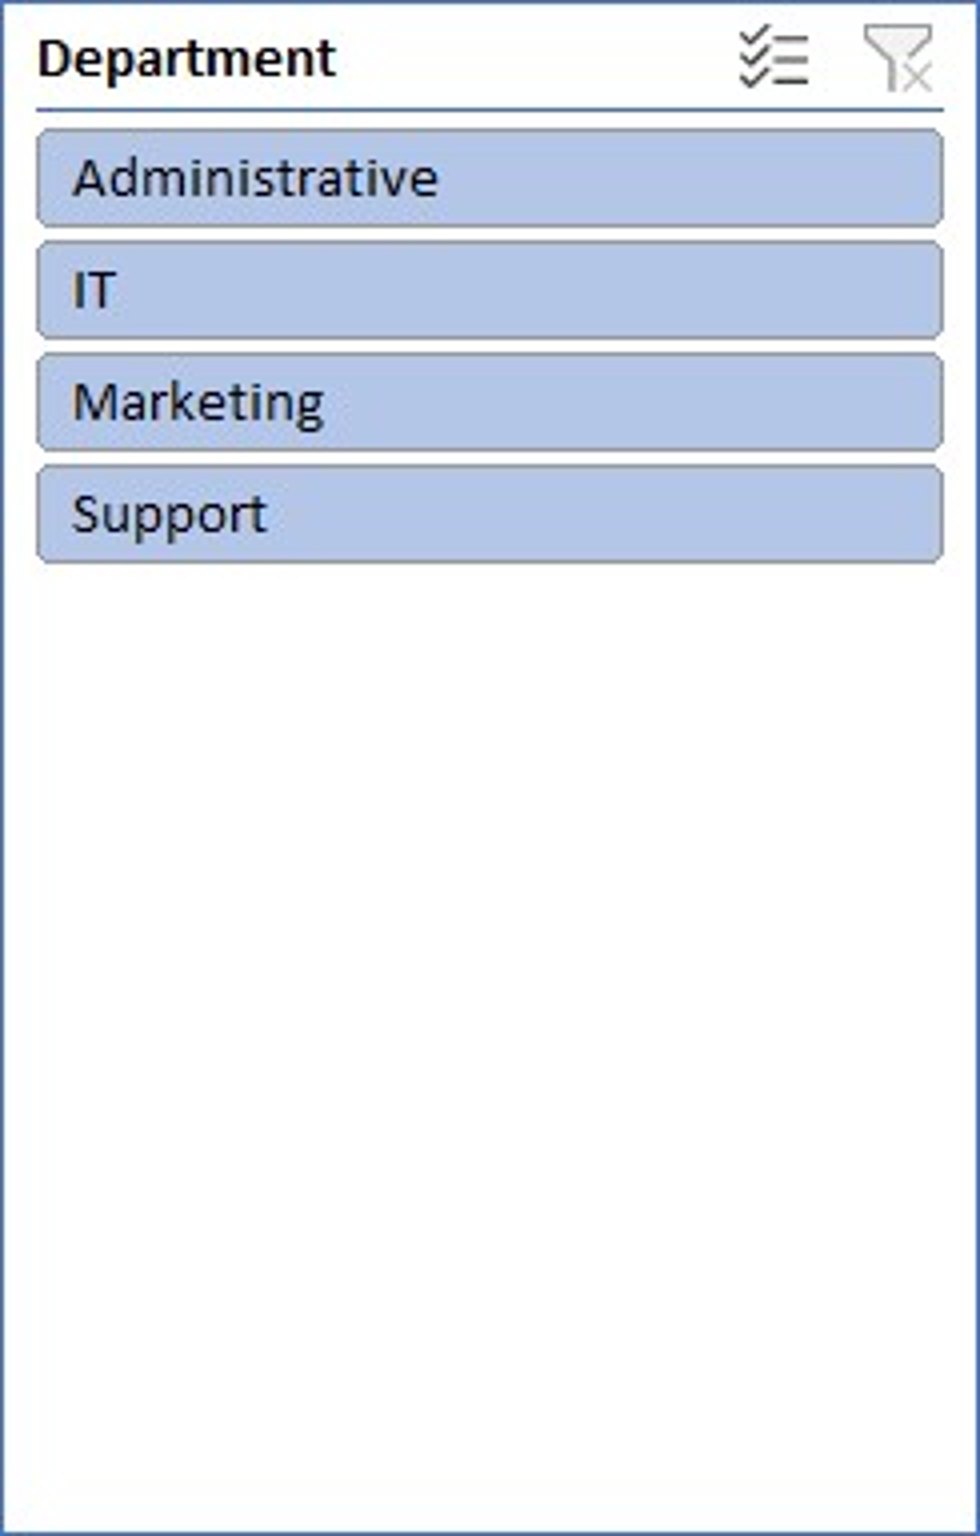 Department
Administrative
IT
Marketing
Support